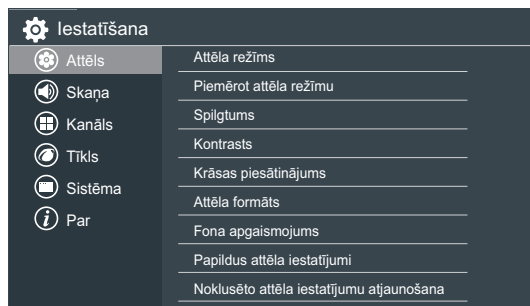 Iestatīšana
Attēls
Skaņa
Kanāls
Tīkls
Sistēma
Par
Attēla režīms
Piemērot attēla režīmu
Spilgtums
Kontrasts
Krāsas piesātinājums
Attēla formāts
Fona apgaismojums
Papildus attēla iestatījumi
Noklusēto attēla iestatījumu atjaunošana